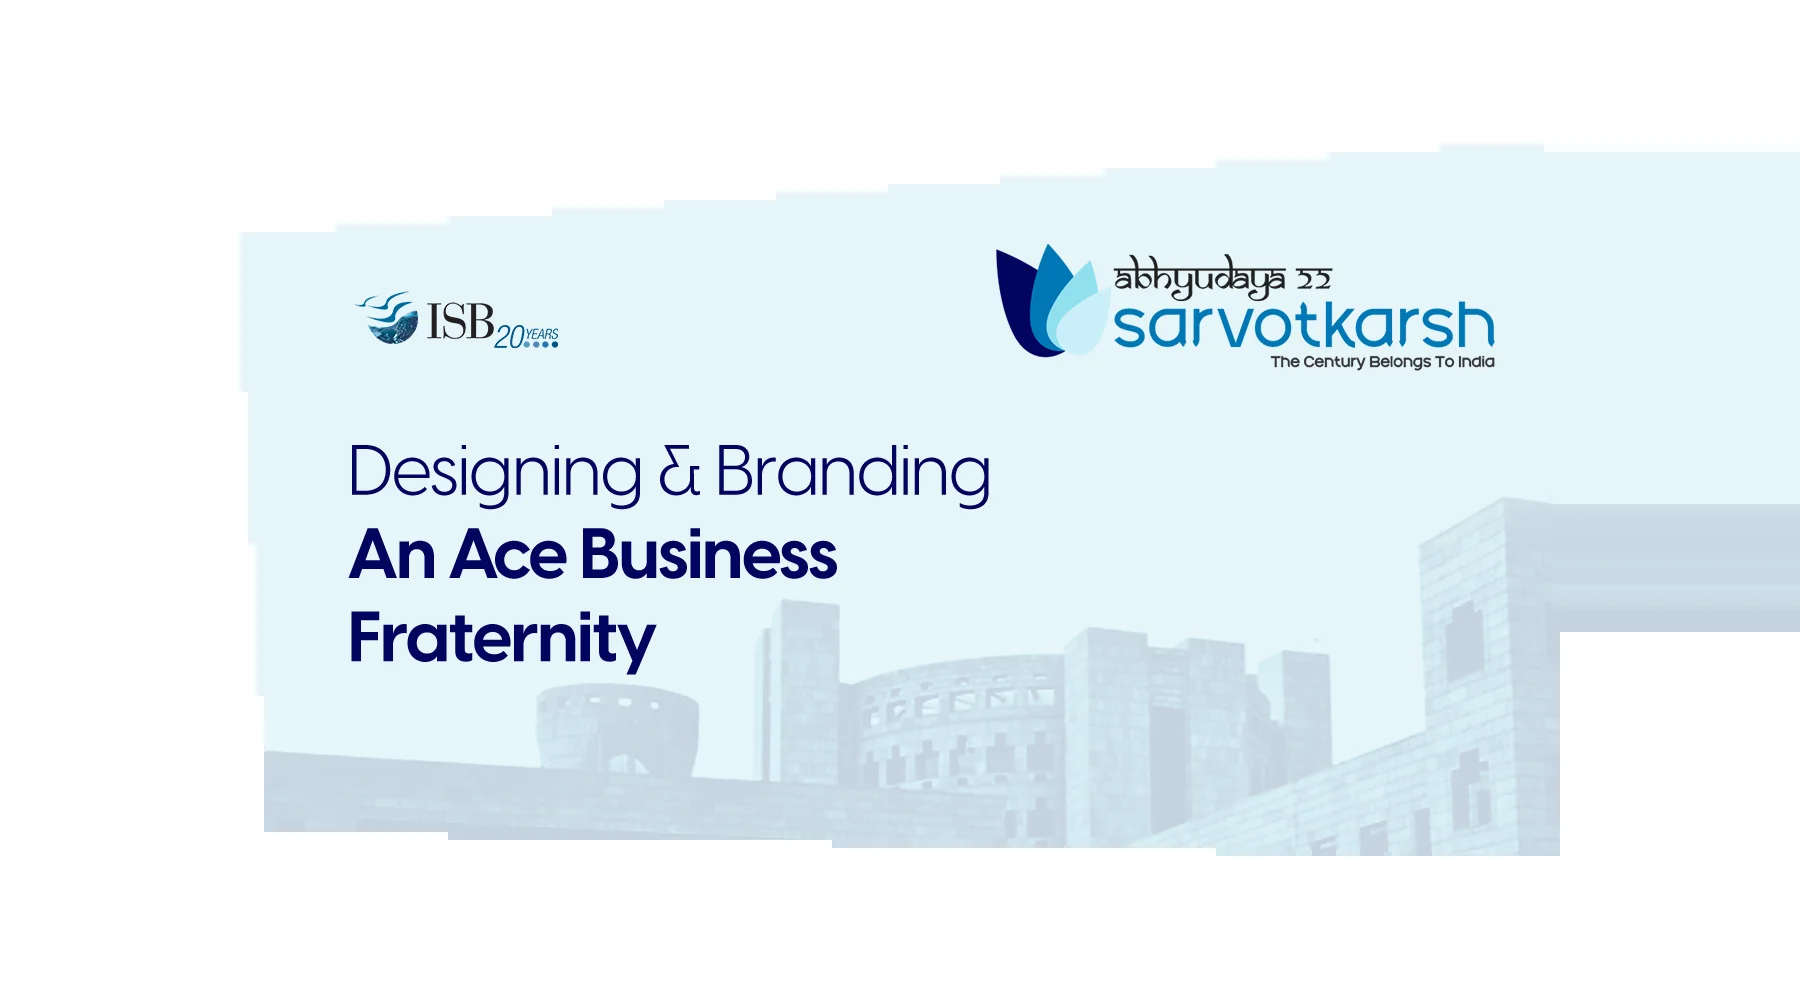 ISB 20 YEARS
abhyudaya 22
sarvotkarsh
The Century Belongs To India
Designing & Branding
An Ace Business
Fraternity